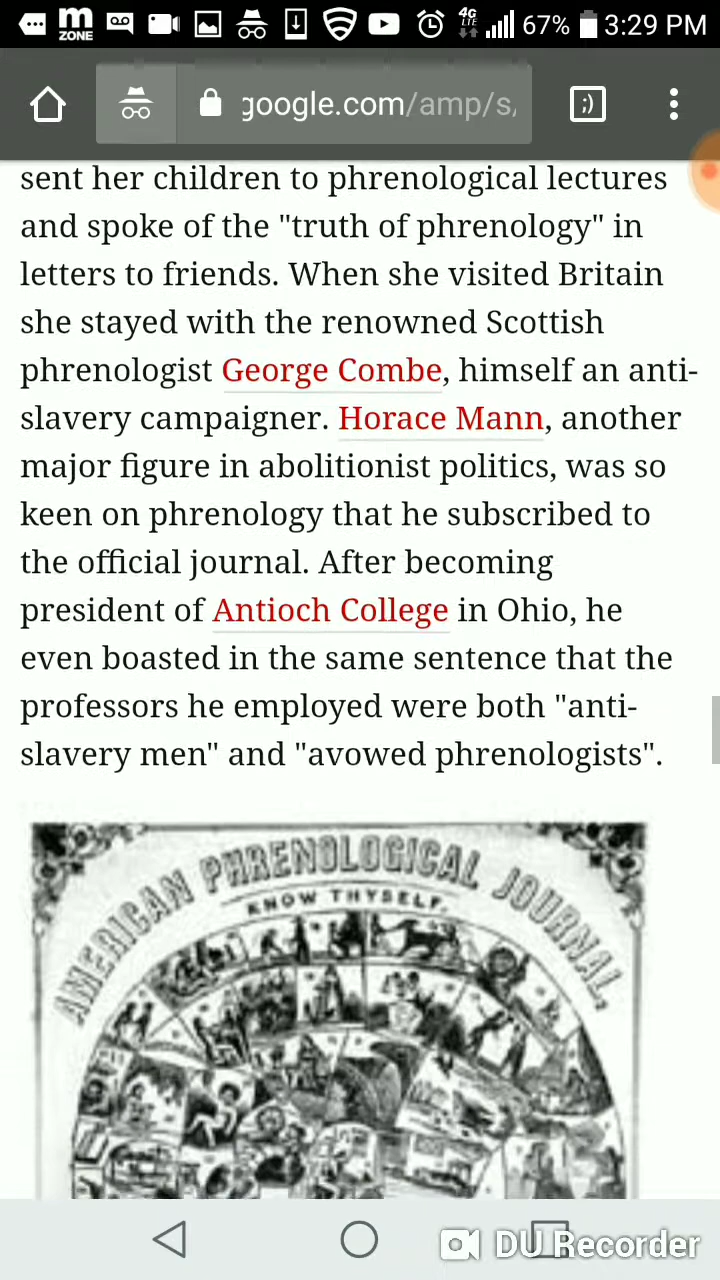 m
ZONE
4G
LTE
67%
3:29 PM
google.com/amp/s,
;)
sent her children to phrenological lectures
and spoke of the "truth of phrenology" in
letters to friends. When she visited Britain
she stayed with the renowned Scottish
phrenologist George Combe, himself an anti-
slavery campaigner. Horace Mann, another
major figure in abolitionist politics, was so
keen on phrenology that he subscribed to
the official journal. After becoming
president of Antioch College in Ohio, he
even boasted in the same sentence that the
professors he employed were both "anti-
slavery men" and "avowed phrenologists".
AMERICAN PHRENOLOGICAL JOURNAL,
KNOW THYSELF.
DU Recorder